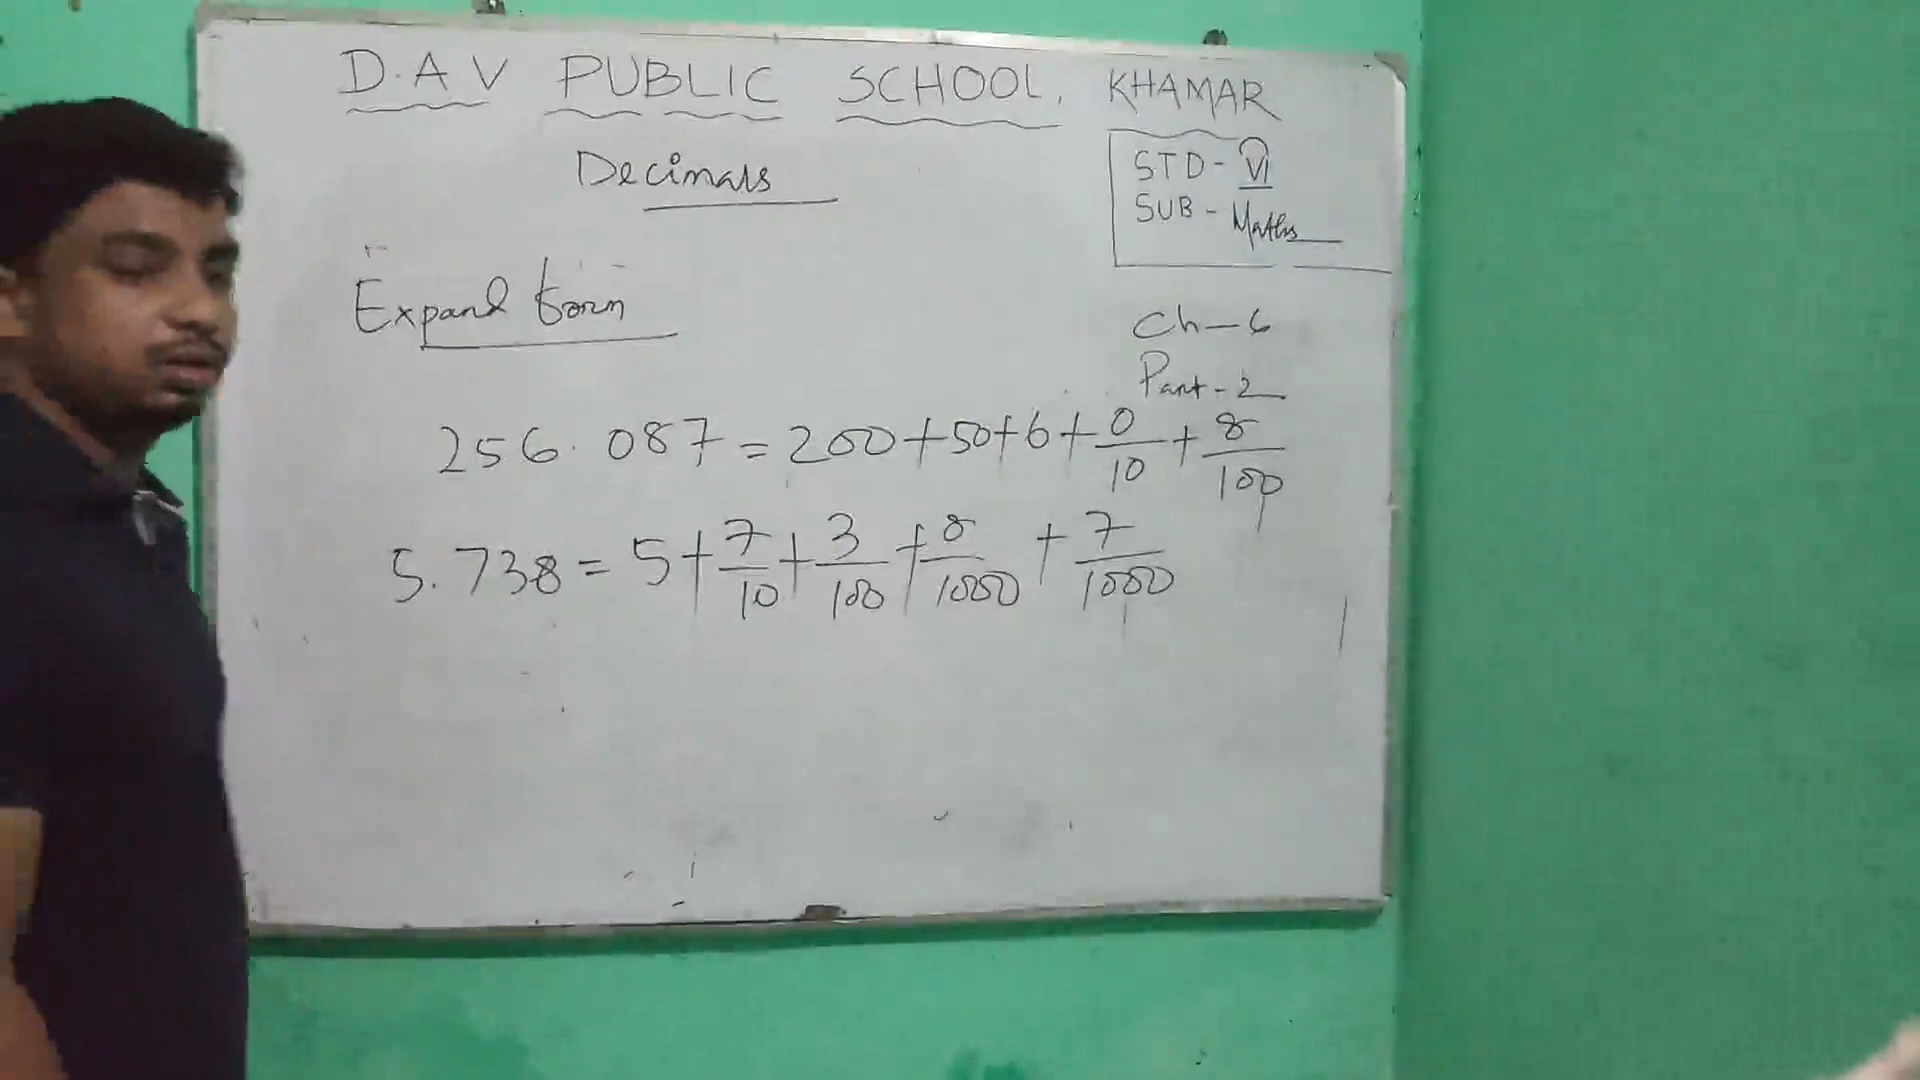 D.A.V PUBLIC SCHOOL, KHAMAR
Decimals
STD - VI
SUB - Maths
Expand form
Ch - 6
Part - 2
256.087 = 200 + 50 + 6 + 0/10 + 8/100
5.738 = 5 + 7/10 + 3/100 + 8/1000 + 7/1000